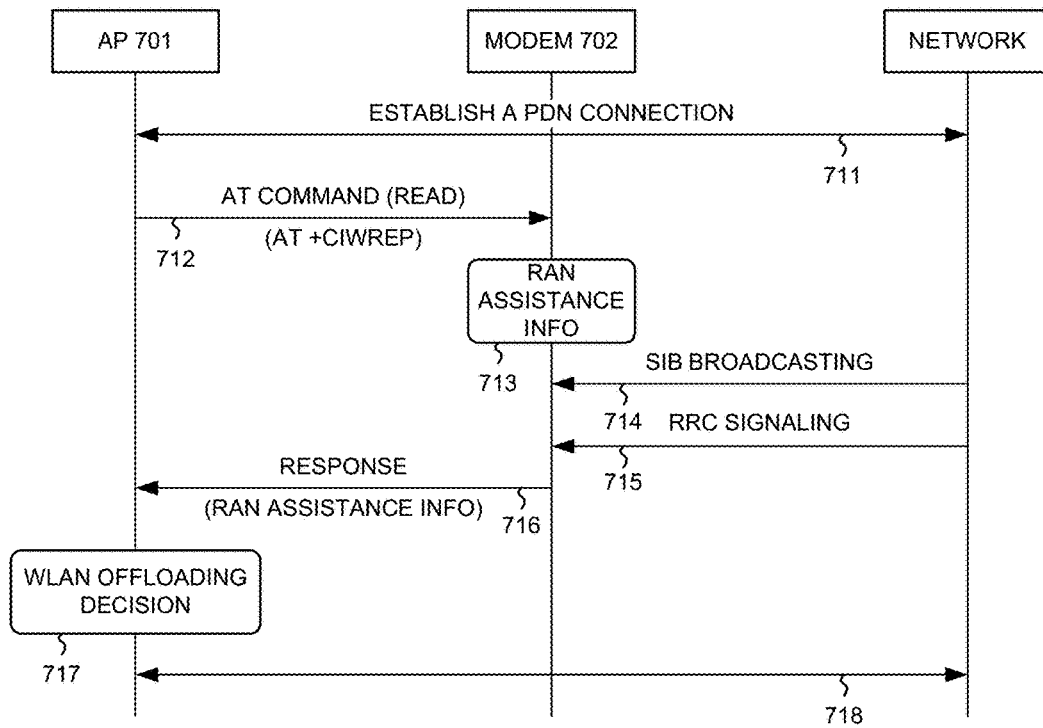 AP 701
MODEM 702
NETWORK
ESTABLISH A PDN CONNECTION
711
AT COMMAND (READ)
(AT +CIWREP)
712
RAN
ASSISTANCE
INFO
713
SIB BROADCASTING
714
RRC SIGNALING
715
RESPONSE
(RAN ASSISTANCE INFO)
716
WLAN OFFLOADING
DECISION
717
718